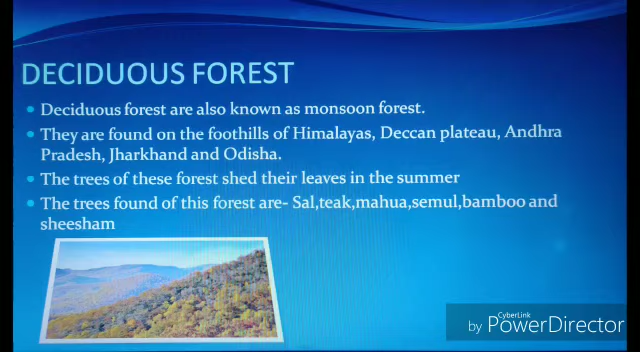 DECIDUOUS FOREST
Deciduous forest are also known as monsoon forest.
They are found on the foothills of Himalayas, Deccan plateau, Andhra
Pradesh, Jharkhand and Odisha.
The trees of these forest shed their leaves in the summer
The trees found of this forest are- Sal,teak,mahua,semul,bamboo and
sheesham
CyberLink
by PowerDirector